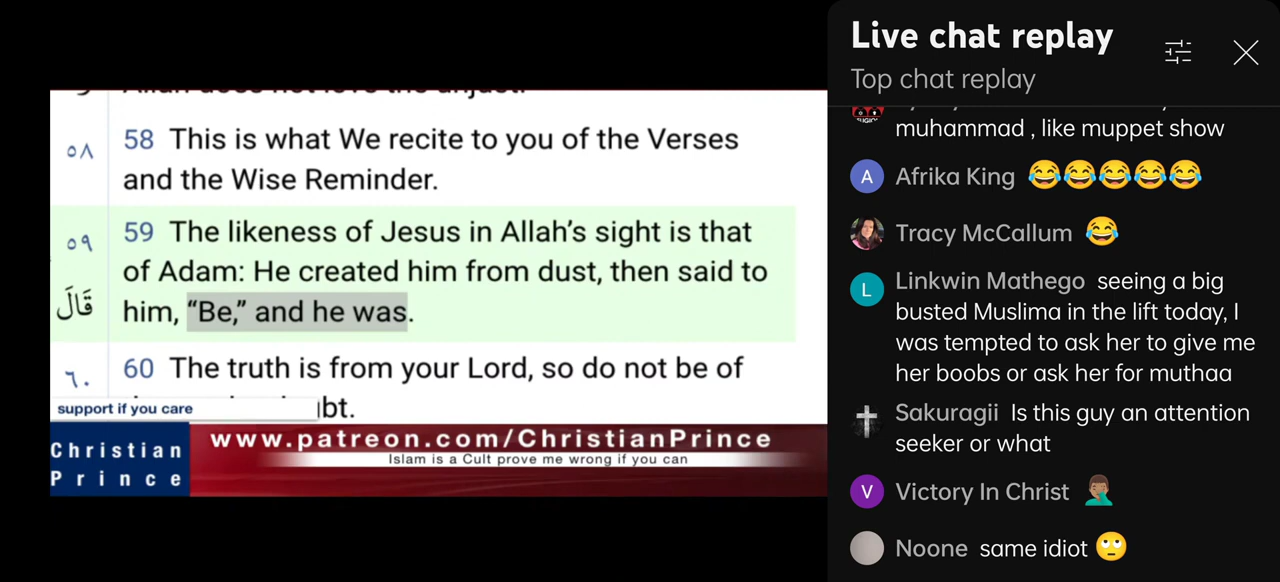 Allah does not love the unjust.
٥٨
58 This is what We recite to you of the Verses
and the Wise Reminder.
٥٩
59 The likeness of Jesus in Allah’s sight is that
of Adam: He created him from dust, then said to
قَالَ
him, “Be,” and he was.
٦٠
60 The truth is from your Lord, so do not be of
support if you care
Christian
Prince
www.patreon.com/ChristianPrince
Islam is a Cult prove me wrong if you can
Live chat replay
Top chat replay
muhammad , like muppet show
A
Afrika King 😂😂😂😂😂
Tracy McCallum 😂
L
Linkwin Mathego seeing a big
busted Muslima in the lift today, I
was tempted to ask her to give me
her boobs or ask her for muthaa
Sakuragii Is this guy an attention
seeker or what
V
Victory In Christ 🤦🏽‍♂️
Noone same idiot 🙄